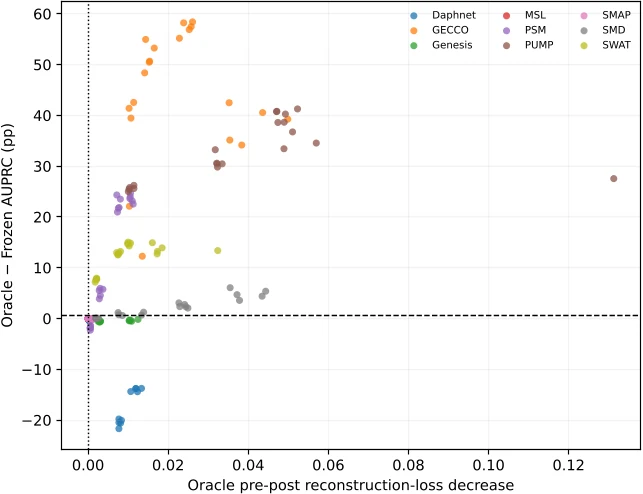 60
50
40
30
20
10
0
−10
−20
Oracle − Frozen AUPRC (pp)
Daphnet MSL SMAP
GECCO PSM SMD
Genesis PUMP SWAT
0.00 0.02 0.04 0.06 0.08 0.10 0.12
Oracle pre-post reconstruction-loss decrease